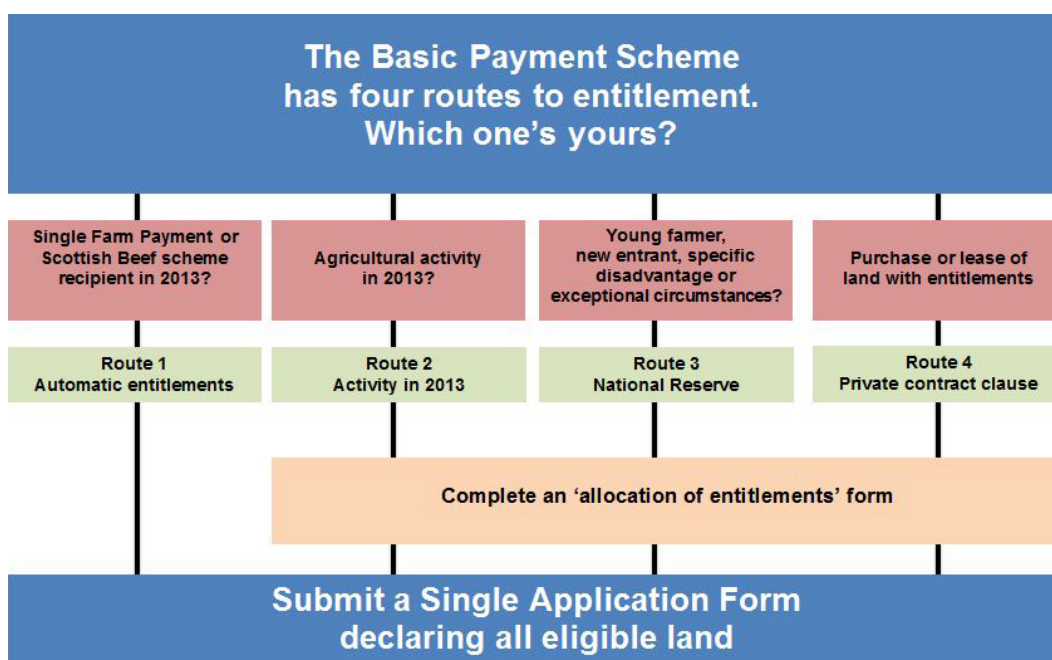 The Basic Payment Scheme
has four routes to entitlement.
Which one's yours?
Single Farm Payment or
Scottish Beef scheme
recipient in 2013?
Agricultural activity
in 2013?
Young farmer,
new entrant, specific
disadvantage or
exceptional circumstances?
Purchase or lease of
land with entitlements
Route 1
Automatic entitlements
Route 2
Activity in 2013
Route 3
National Reserve
Route 4
Private contract clause
Complete an ‘allocation of entitlements’ form
Submit a Single Application Form
declaring all eligible land